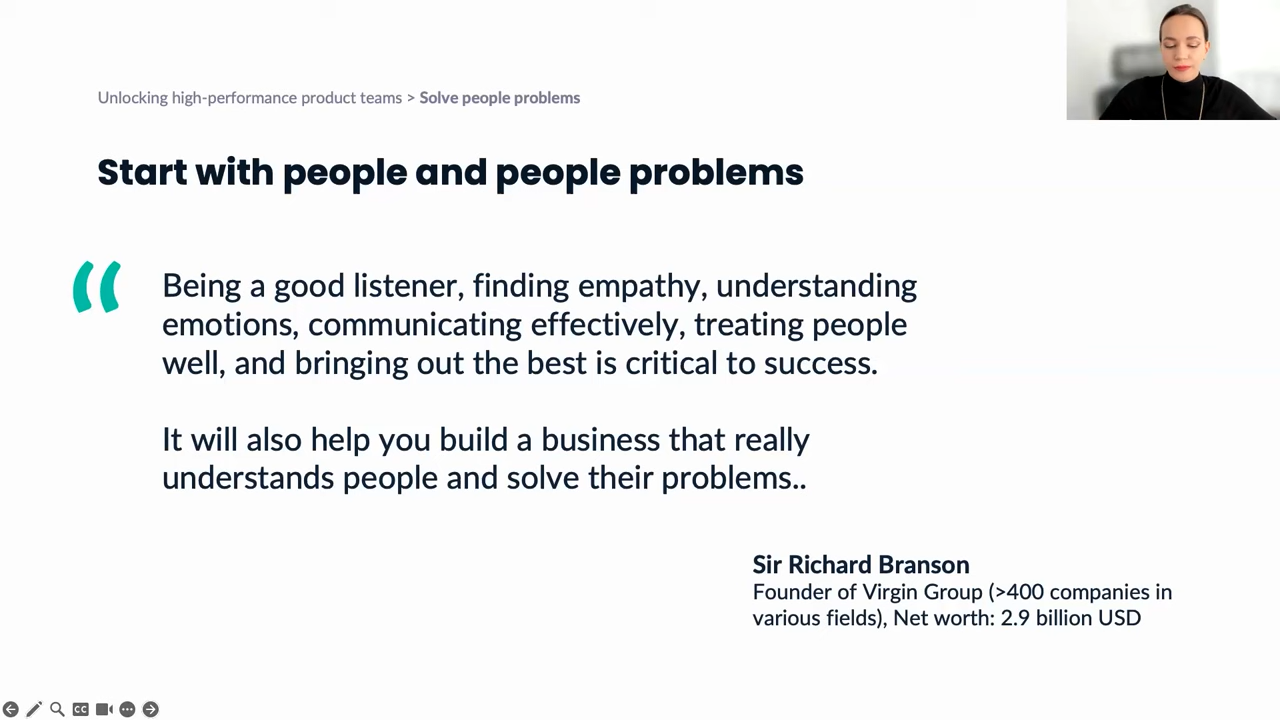 Unlocking high-performance product teams > Solve people problems
Start with people and people problems
“
Being a good listener, finding empathy, understanding
emotions, communicating effectively, treating people
well, and bringing out the best is critical to success.
It will also help you build a business that really
understands people and solve their problems..
Sir Richard Branson
Founder of Virgin Group (>400 companies in
various fields), Net worth: 2.9 billion USD
CC